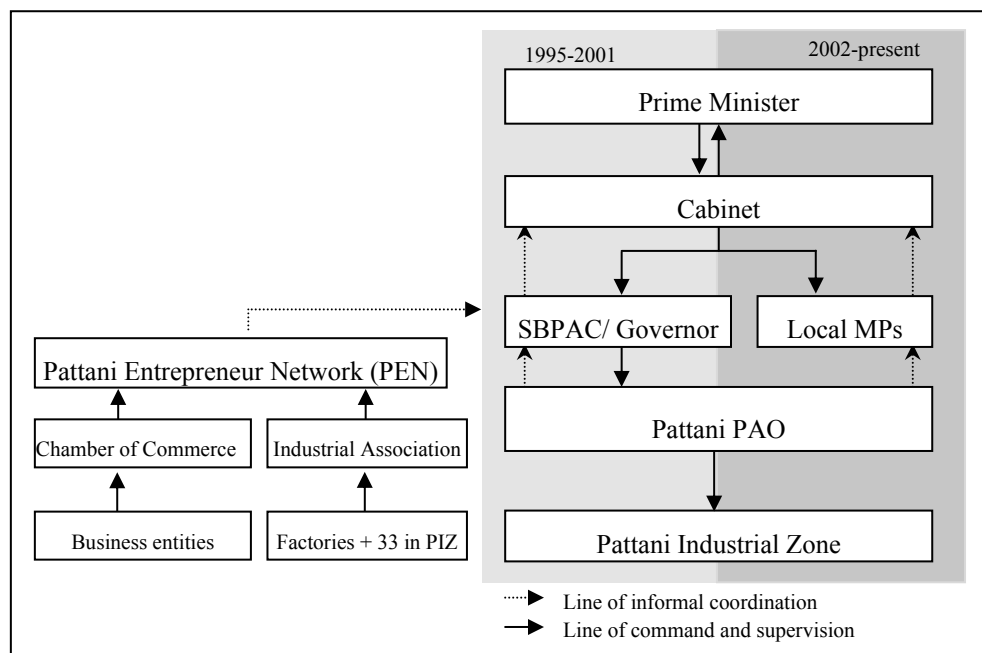 1995-2001
2002-present
Prime Minister
Cabinet
SBPAC/ Governor
Local MPs
Pattani Entrepreneur Network (PEN)
Chamber of Commerce
Industrial Association
Pattani PAO
Business entities
Factories + 33 in PIZ
Pattani Industrial Zone
Line of informal coordination
Line of command and supervision